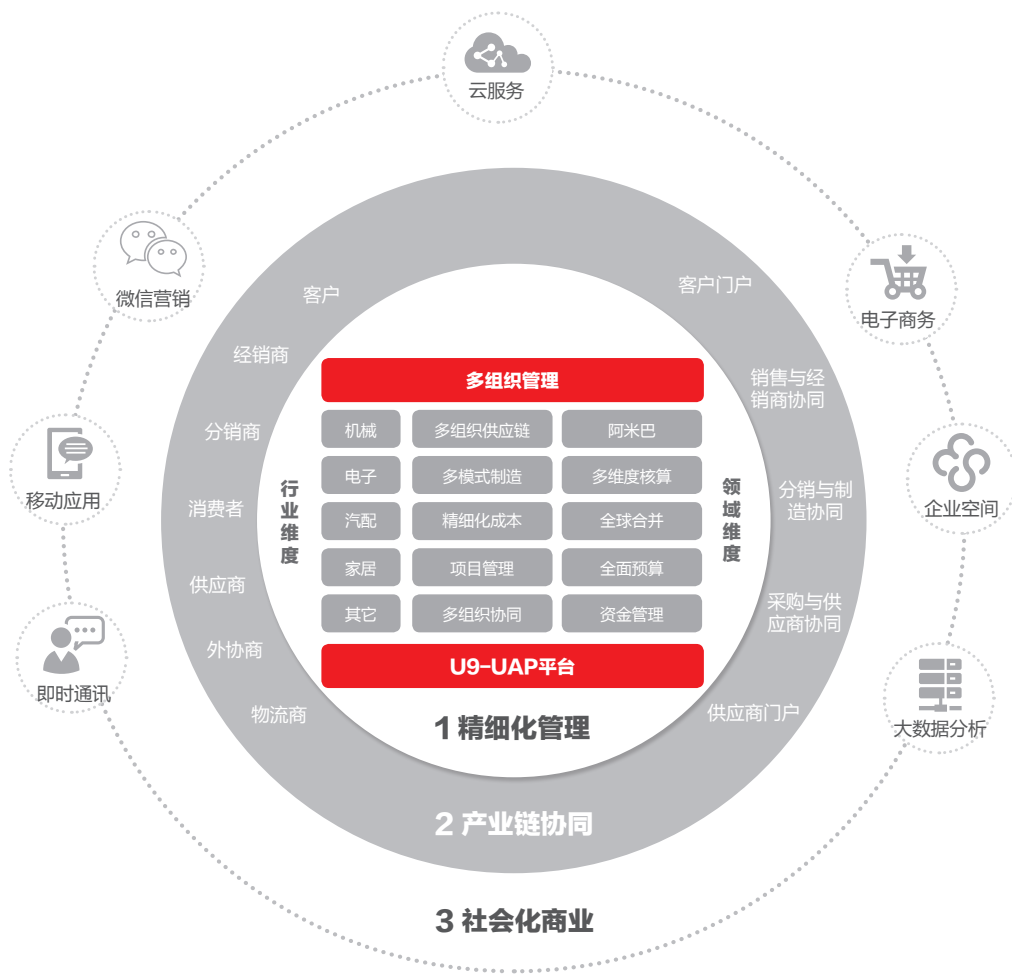 云服务
微信营销
电子商务
移动应用
企业空间
即时通讯
大数据分析
客户
经销商
分销商
消费者
供应商
外协商
物流商
客户门户
销售与经
销商协同
分销与制
造协同
采购与供
应商协同
供应商门户
行业维度
领域维度
多组织管理
机械 多组织供应链 阿米巴
电子 多模式制造 多维度核算
汽配 精细化成本 全球合并
家居 项目管理 全面预算
其它 多组织协同 资金管理
U9-UAP平台
1 精细化管理
2 产业链协同
3 社会化商业